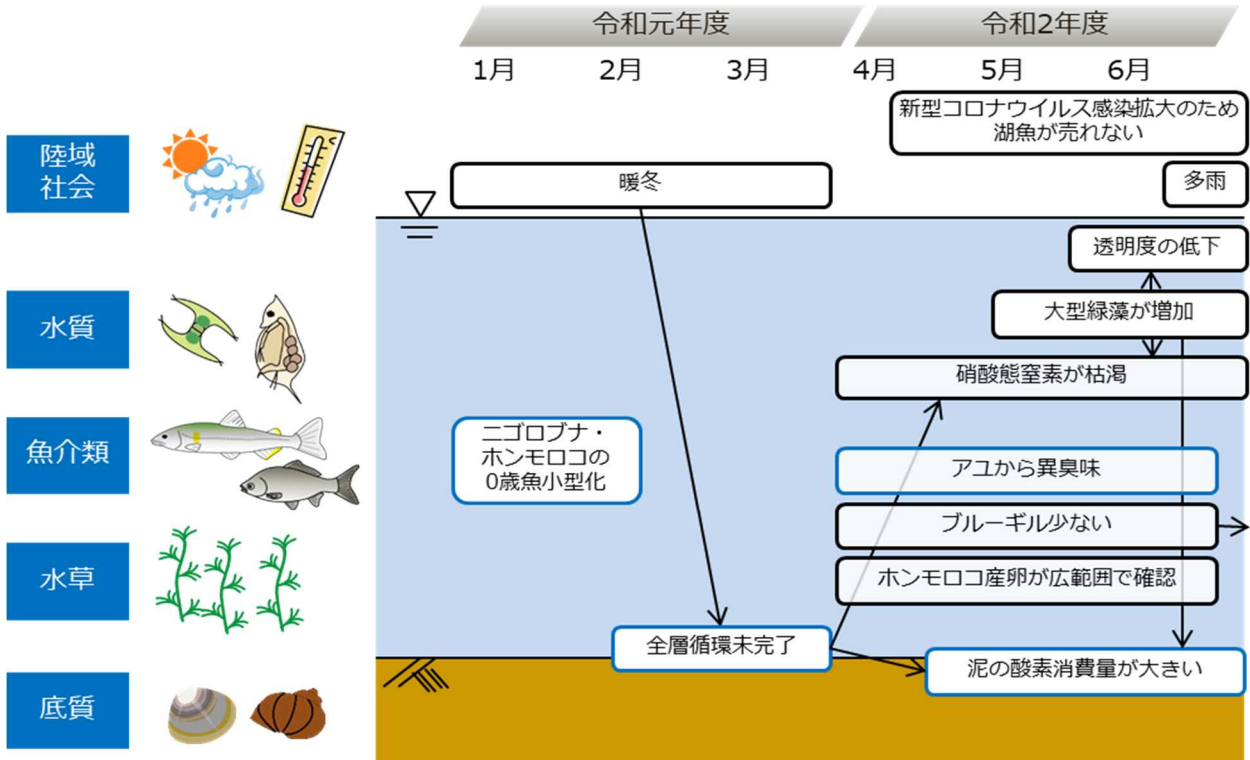 令和元年度
令和2年度
1月
2月
3月
4月
5月
6月
新型コロナウイルス感染拡大のため
湖魚が売れない
陸域
社会
暖冬
多雨
透明度の低下
水質
大型緑藻が増加
硝酸態窒素が枯渇
魚介類
ニゴロブナ・
ホンモロコの
0歳魚小型化
アユから異臭味
ブルーギル少ない
水草
ホンモロコ産卵が広範囲で確認
全層循環未完了
泥の酸素消費量が大きい
底質